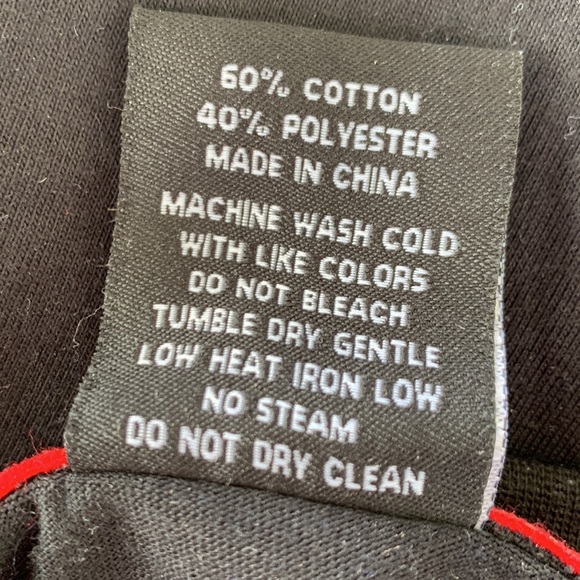 60% COTTON
40% POLYESTER
MADE IN CHINA
MACHINE WASH COLD
WITH LIKE COLORS
DO NOT BLEACH
TUMBLE DRY GENTLE
LOW HEAT IRON LOW
NO STEAM
DO NOT DRY CLEAN